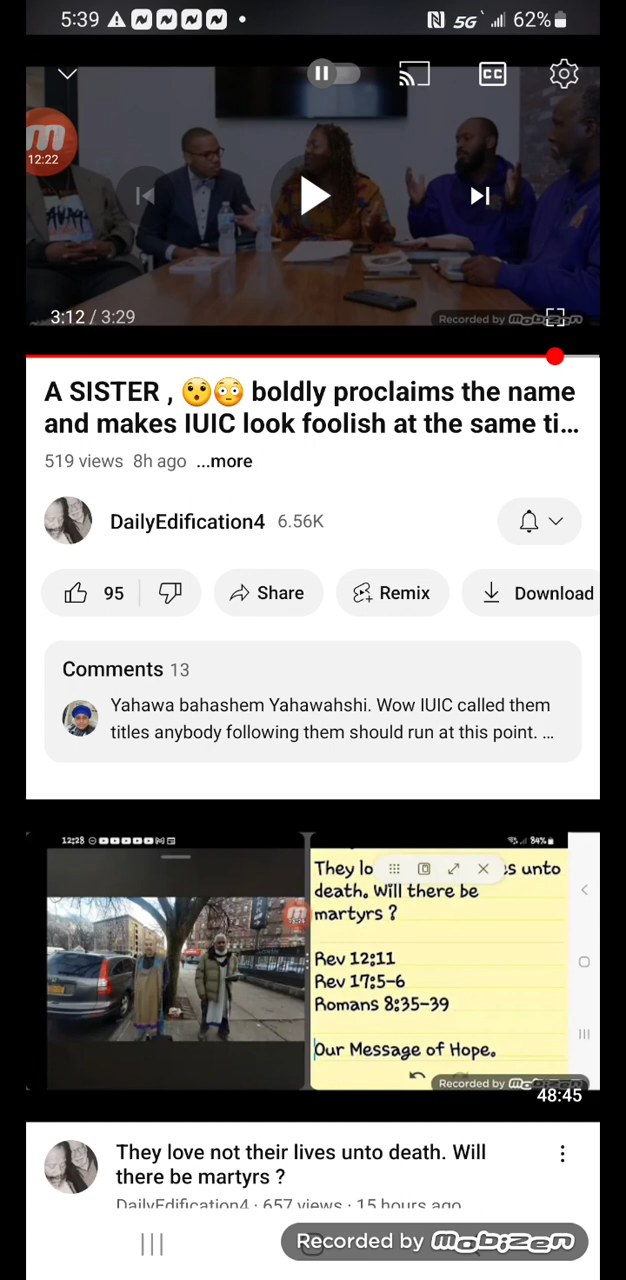 5:39
5G
62%
CC
m
12:22
3:12 / 3:29
Recorded by mobizen
A SISTER , 😯😳 boldly proclaims the name
and makes IUIC look foolish at the same ti...
519 views 8h ago ...more
DailyEdification4 6.56K
95
Share
Remix
Download
Comments 13
Yahawa bahashem Yahawahshi. Wow IUIC called them
titles anybody following them should run at this point. ...
12:28
84%
They lo
s unto
death. Will there be
martyrs ?
Rev 12:11
Rev 17:5-6
Romans 8:35-39
Our Message of Hope.
Recorded by
48:45
They love not their lives unto death. Will
there be martyrs ?
DailyEdification4 · 657 views · 15 hours ago
Recorded by mobizen